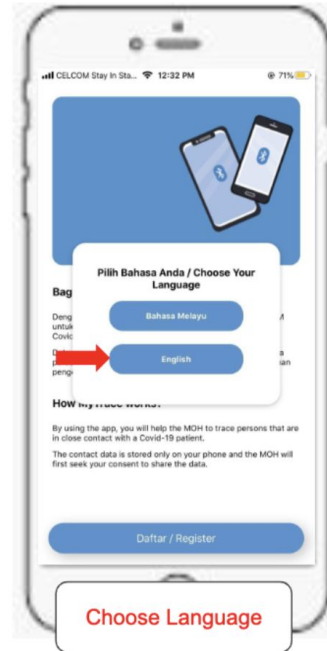 CELCOM Stay In Sta... 12:32 PM 71%
Pilih Bahasa Anda / Choose Your
Language
Bag
Bahasa Melayu
Deng
untuk
Covid
English
peng
How MyTrace works?
By using the app, you will help the MOH to trace persons that are
in close contact with a Covid-19 patient.
The contact data is stored only on your phone and the MOH will
first seek your consent to share the data.
Daftar / Register
Choose Language